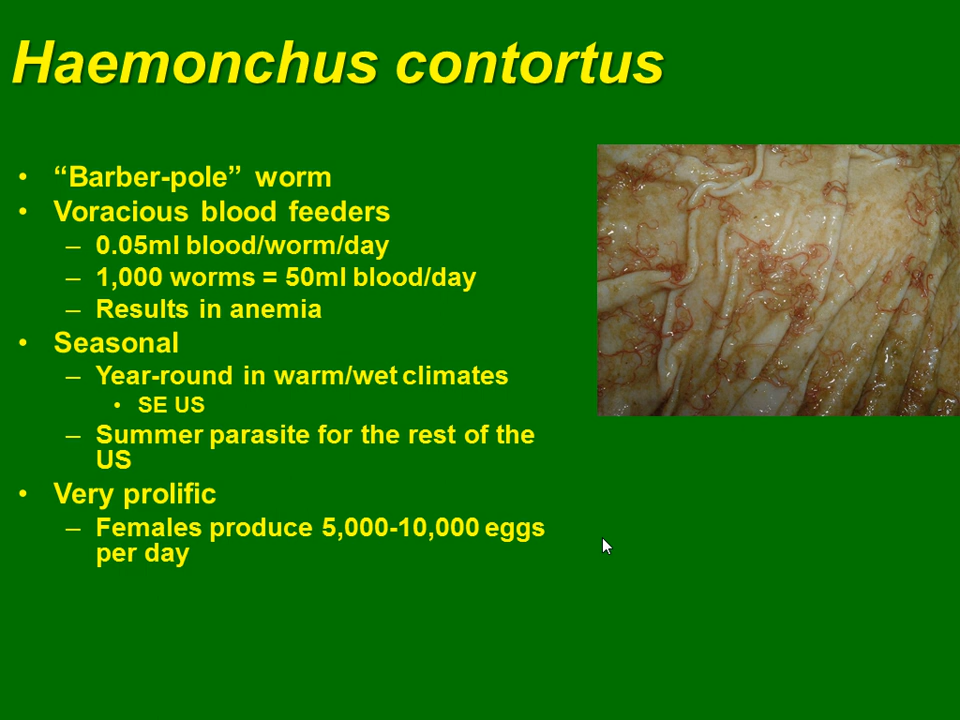 Haemonchus contortus
• “Barber-pole” worm
• Voracious blood feeders
– 0.05ml blood/worm/day
– 1,000 worms = 50ml blood/day
– Results in anemia
• Seasonal
– Year-round in warm/wet climates
• SE US
– Summer parasite for the rest of the
US
• Very prolific
– Females produce 5,000-10,000 eggs
per day